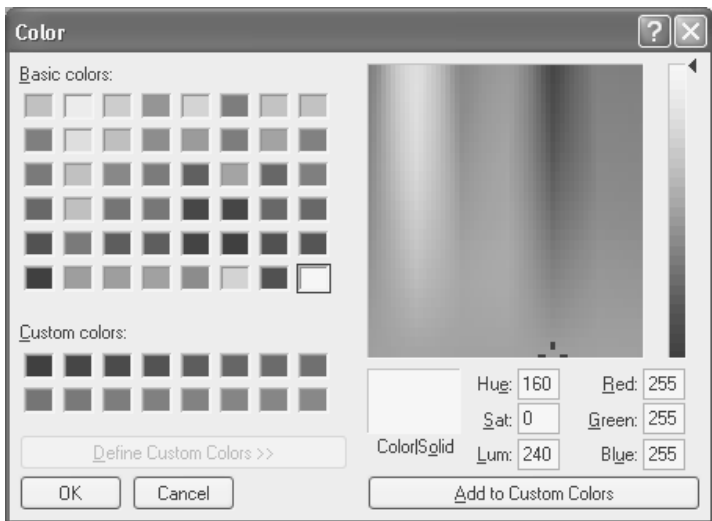 Color
Basic colors:
Custom colors:
Define Custom Colors >>
OK Cancel
Color|Solid
Hue: 160 Red: 255
Sat: 0 Green: 255
Lum: 240 Blue: 255
Add to Custom Colors